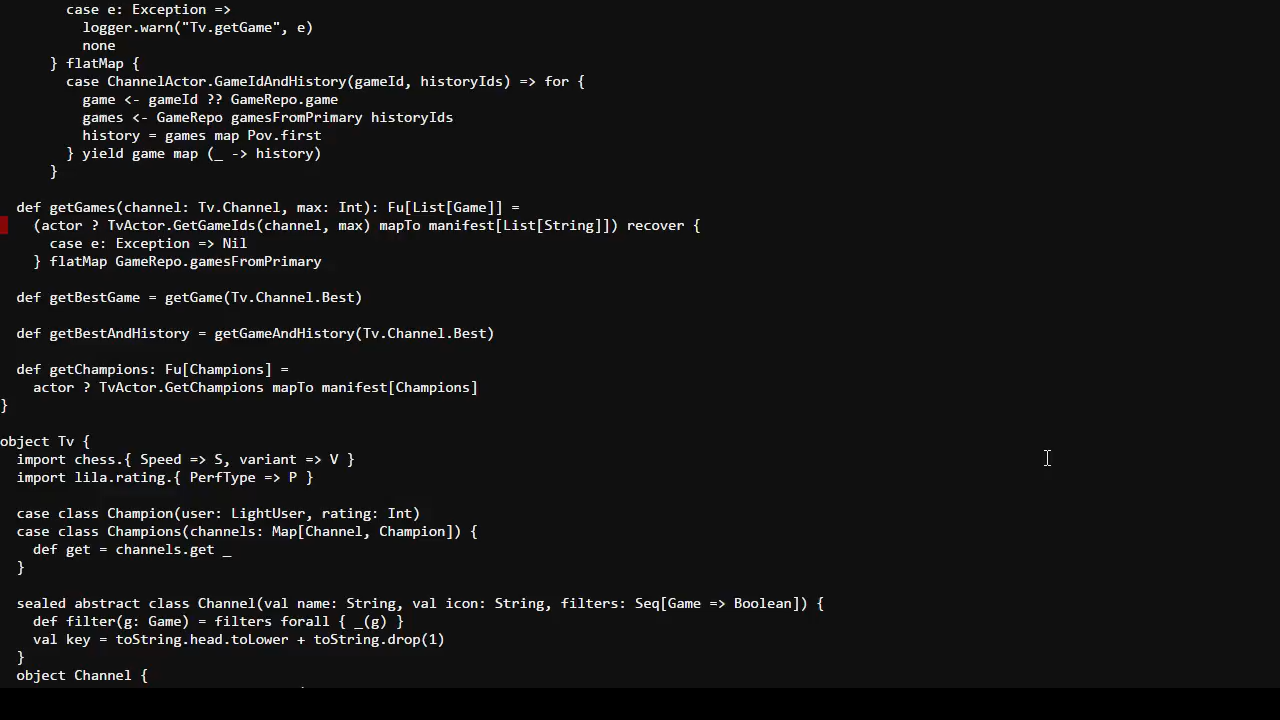 case e: Exception =>
          logger.warn("Tv.getGame", e)
          none
      } flatMap {
        case ChannelActor.GameIdAndHistory(gameId, historyIds) => for {
          game <- gameId ?? GameRepo.game
          games <- GameRepo gamesFromPrimary historyIds
          history = games map Pov.first
        } yield game map (_ -> history)
      }

  def getGames(channel: Tv.Channel, max: Int): Fu[List[Game]] =
    (actor ? TvActor.GetGameIds(channel, max) mapTo manifest[List[String]]) recover {
      case e: Exception => Nil
    } flatMap GameRepo.gamesFromPrimary

  def getBestGame = getGame(Tv.Channel.Best)

  def getBestAndHistory = getGameAndHistory(Tv.Channel.Best)

  def getChampions: Fu[Champions] =
    actor ? TvActor.GetChampions mapTo manifest[Champions]
}

object Tv {
  import chess.{ Speed => S, variant => V }
  import lila.rating.{ PerfType => P }

  case class Champion(user: LightUser, rating: Int)
  case class Champions(channels: Map[Channel, Champion]) {
    def get = channels.get _
  }

  sealed abstract class Channel(val name: String, val icon: String, filters: Seq[Game => Boolean]) {
    def filter(g: Game) = filters forall { _(g) }
    val key = toString.head.toLower + toString.drop(1)
  }
  object Channel {